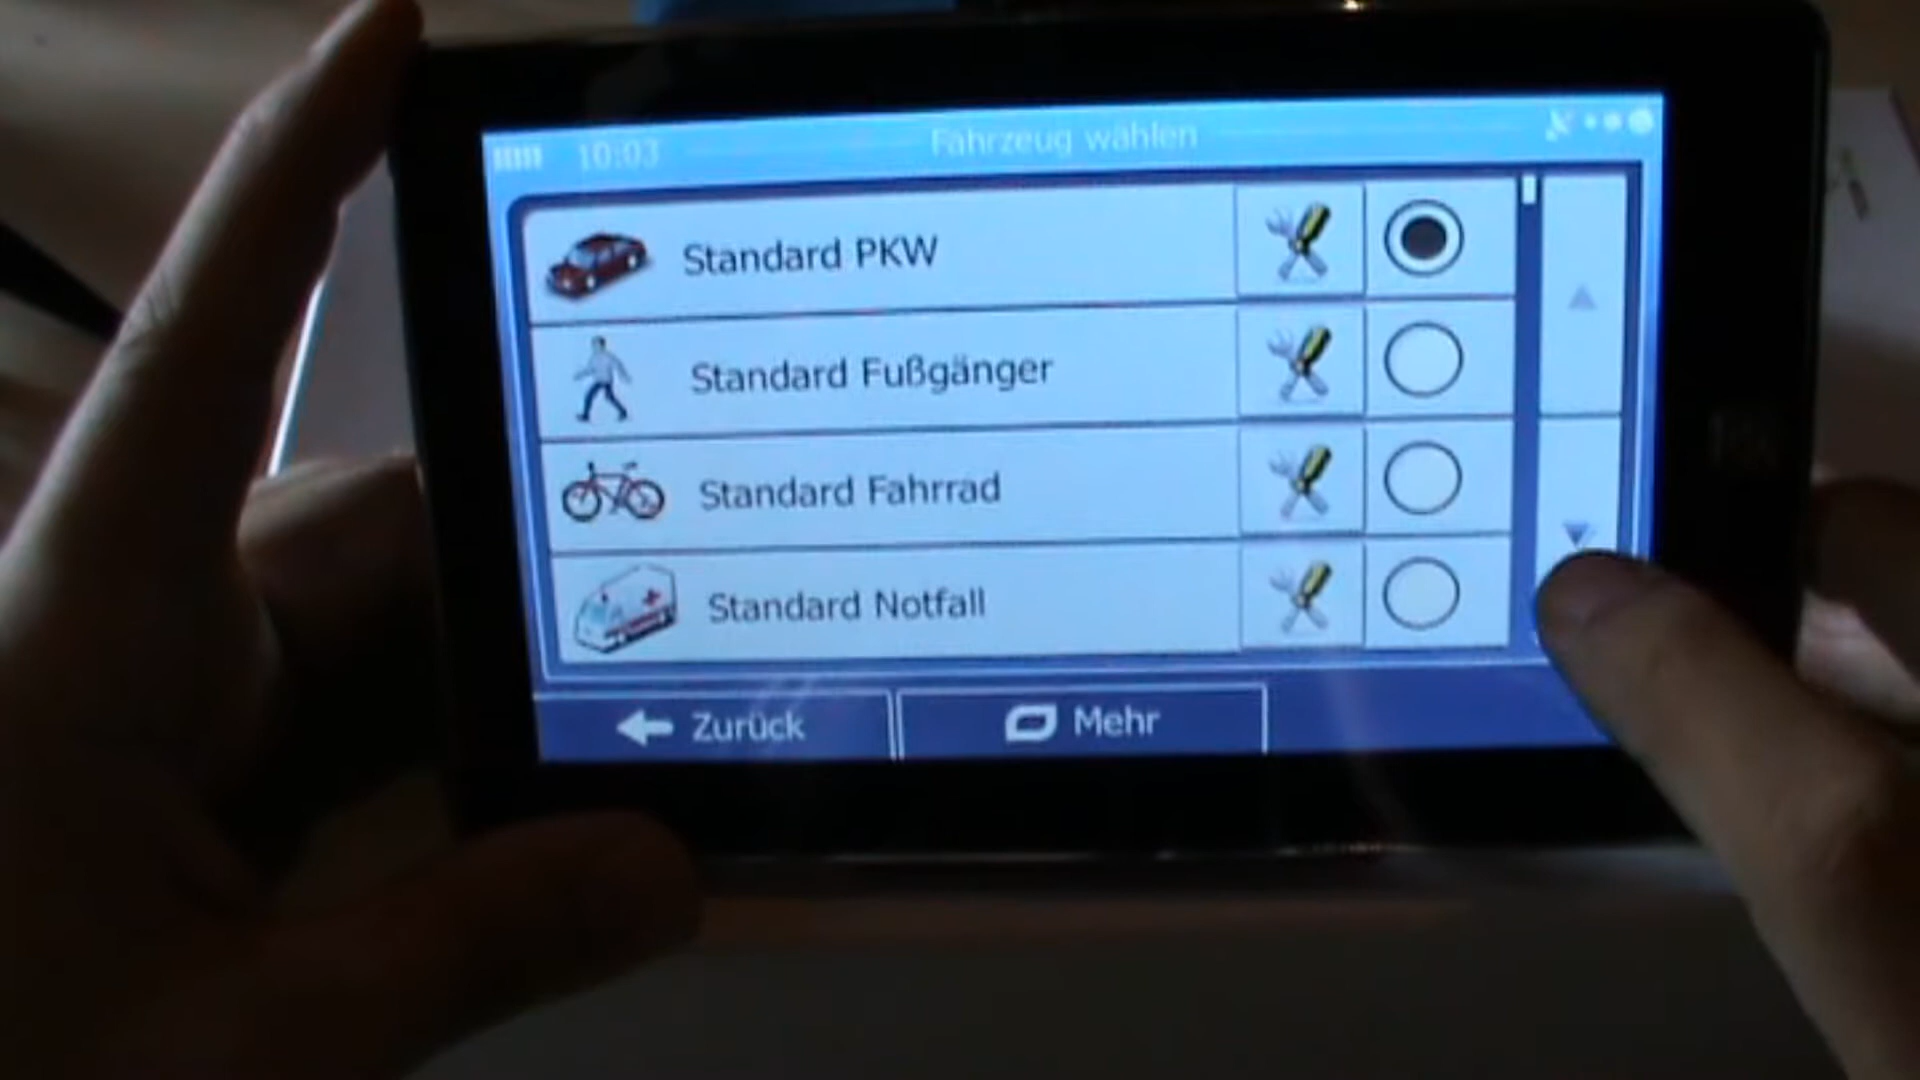 10:03 Fahrzeug wählen
Standard PKW
Standard Fußgänger
Standard Fahrrad
Standard Notfall
Zurück Mehr